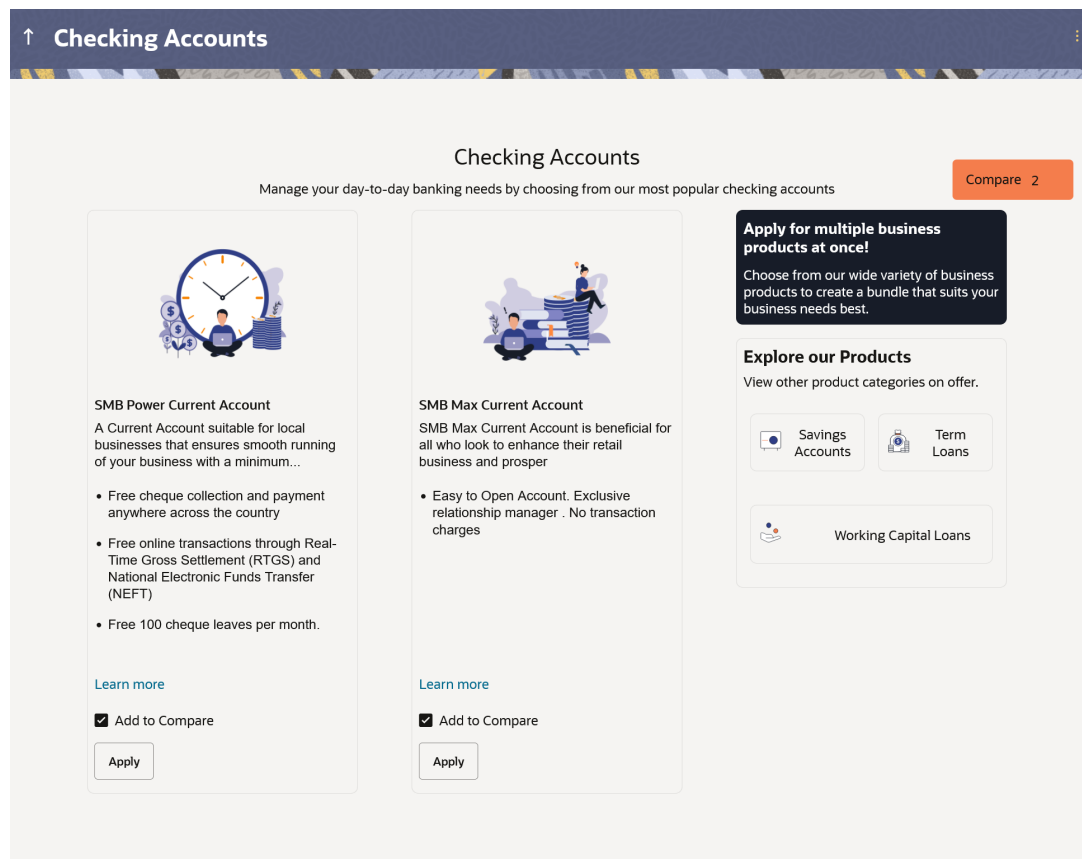 Checking Accounts
Checking Accounts
Manage your day-to-day banking needs by choosing from our most popular checking accounts
Compare 2
SMB Power Current Account
A Current Account suitable for local
businesses that ensures smooth running
of your business with a minimum...
• Free cheque collection and payment
anywhere across the country
• Free online transactions through Real-
Time Gross Settlement (RTGS) and
National Electronic Funds Transfer
(NEFT)
• Free 100 cheque leaves per month.
Learn more
Add to Compare
Apply
SMB Max Current Account
SMB Max Current Account is beneficial for
all who look to enhance their retail
business and prosper
• Easy to Open Account. Exclusive
relationship manager . No transaction
charges
Learn more
Add to Compare
Apply
Apply for multiple business
products at once!
Choose from our wide variety of business
products to create a bundle that suits your
business needs best.
Explore our Products
View other product categories on offer.
Savings
Accounts
Term
Loans
Working Capital Loans